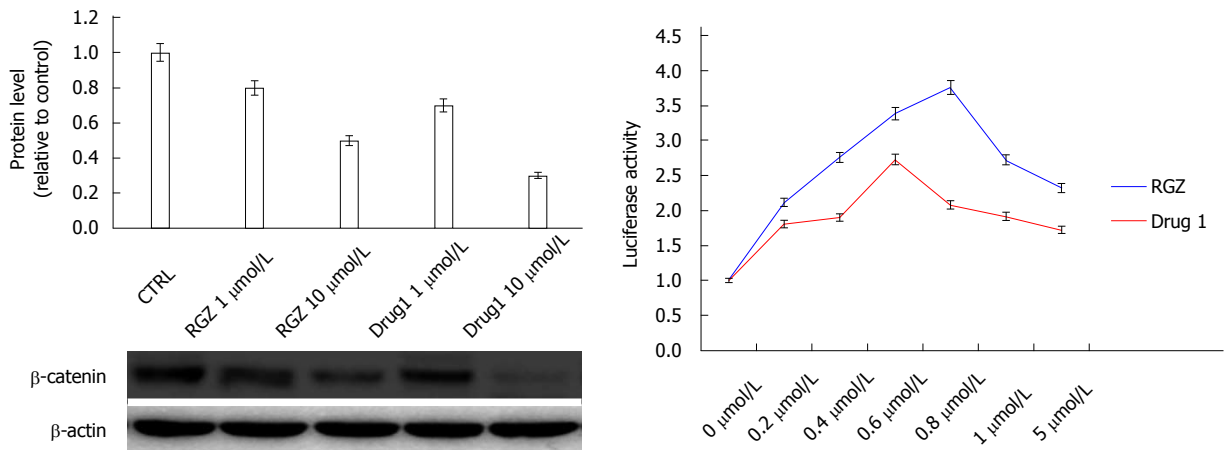 Protein level
(relative to control)
1.2
1.0
0.8
0.6
0.4
0.2
0.0
CTRL
RGZ 1 μmol/L
RGZ 10 μmol/L
Drug1 1 μmol/L
Drug1 10 μmol/L
β-catenin
β-actin
Luciferase activity
4.5
4.0
3.5
3.0
2.5
2.0
1.5
1.0
0.5
0.0
0 μmol/L
0.2 μmol/L
0.4 μmol/L
0.6 μmol/L
0.8 μmol/L
1 μmol/L
5 μmol/L
RGZ
Drug 1